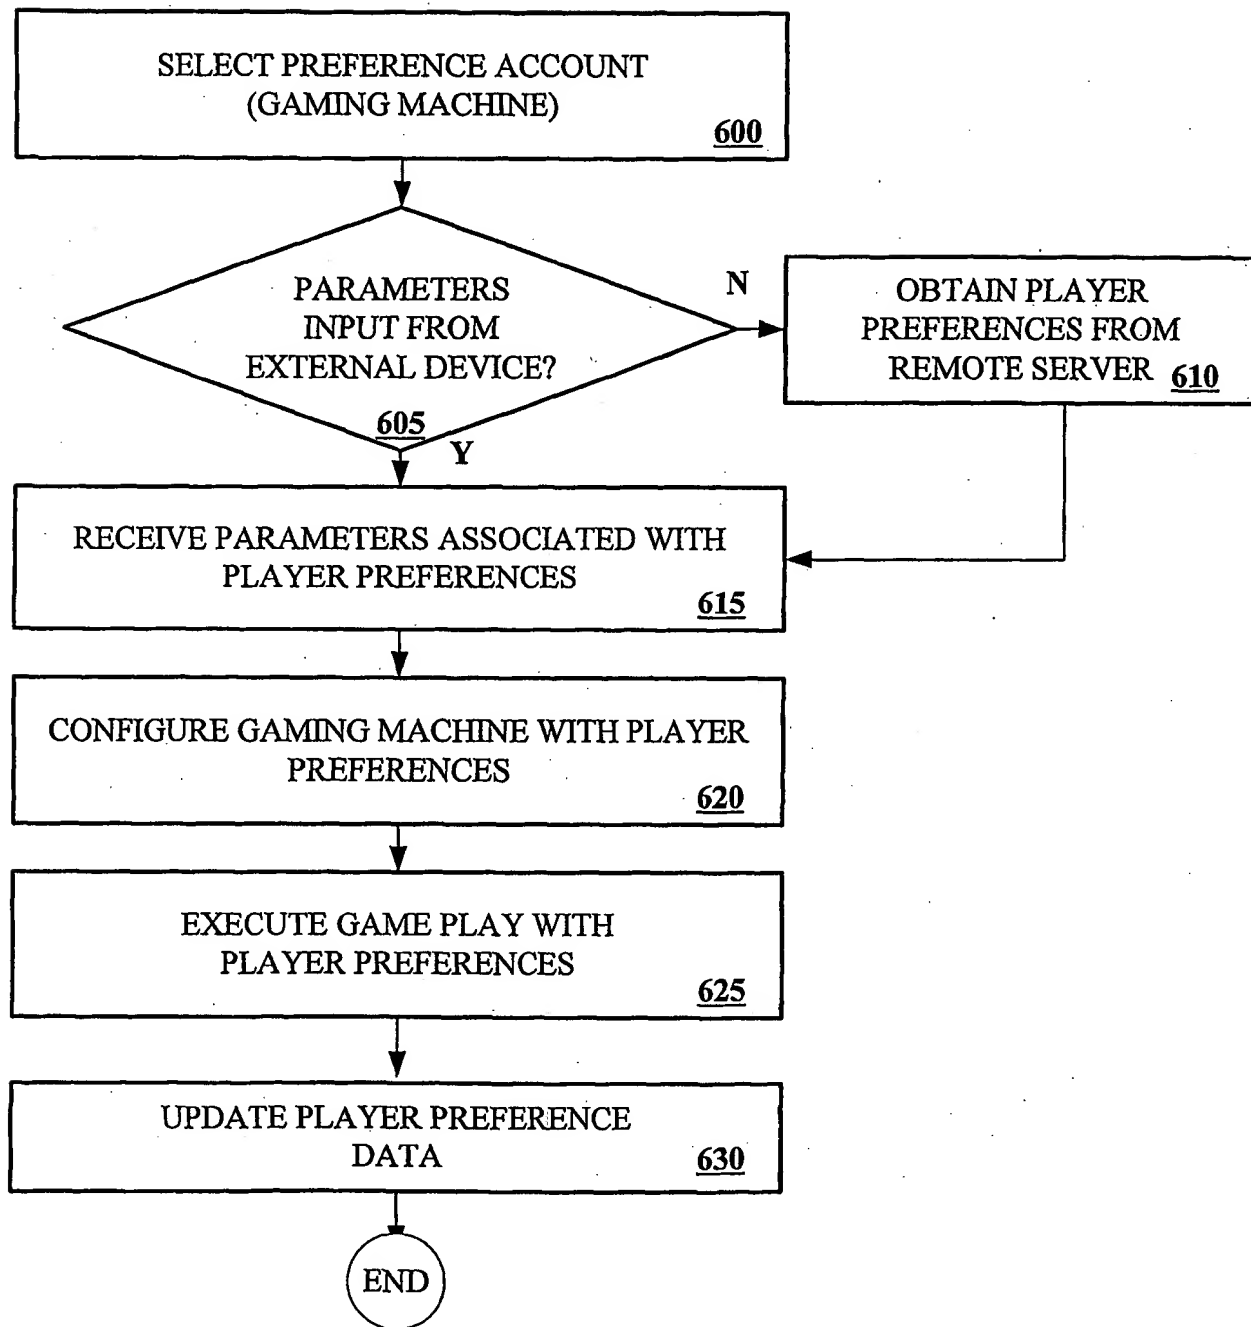 SELECT PREFERENCE ACCOUNT
(GAMING MACHINE)
600
PARAMETERS
INPUT FROM
EXTERNAL DEVICE?
605
N
OBTAIN PLAYER
PREFERENCES FROM
REMOTE SERVER 610
Y
RECEIVE PARAMETERS ASSOCIATED WITH
PLAYER PREFERENCES
615
CONFIGURE GAMING MACHINE WITH PLAYER
PREFERENCES
620
EXECUTE GAME PLAY WITH
PLAYER PREFERENCES
625
UPDATE PLAYER PREFERENCE
DATA 630
END